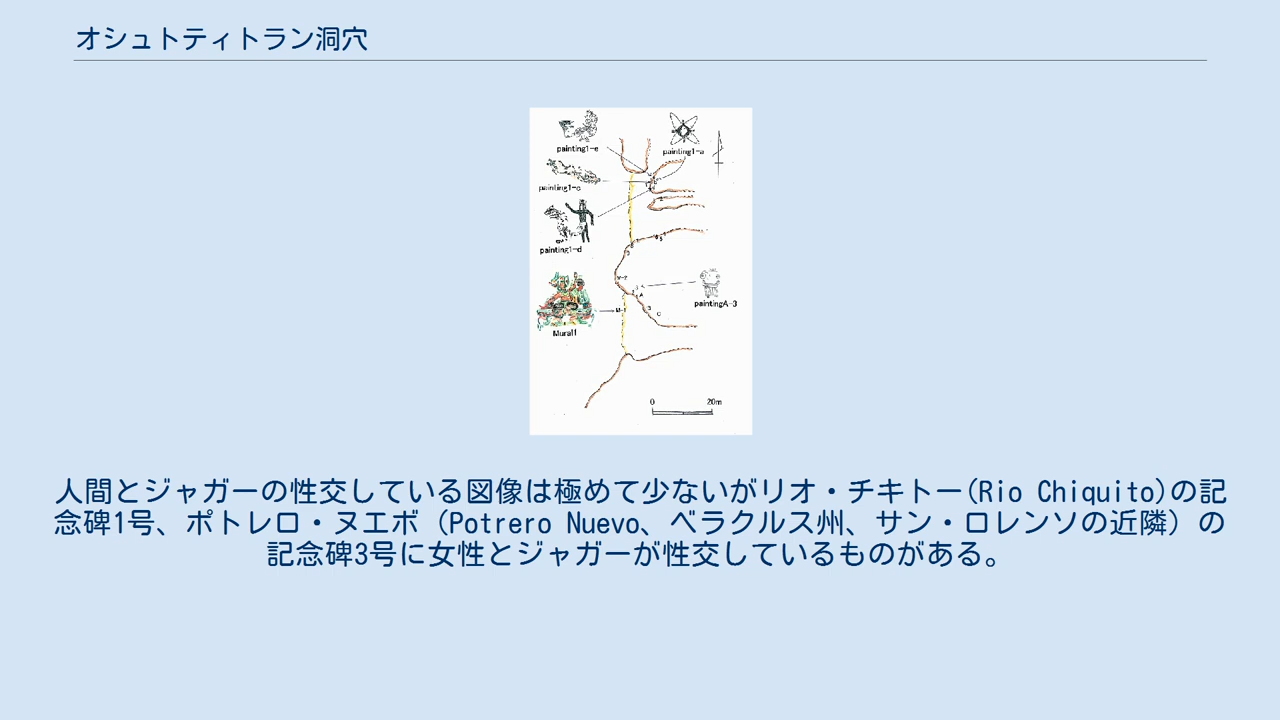 オシュトティトラン洞穴
painting1-e
painting1-a
painting1-c
painting1-d
paintingA-3
M-1
Mural1
0 20m
人間とジャガーの性交している図像は極めて少ないがリオ・チキトー(Rio Chiquito)の記
念碑1号、ポトレロ・ヌエボ（Potrero Nuevo、ベラクルス州、サン・ロレンソの近隣）の
記念碑3号に女性とジャガーが性交しているものがある。